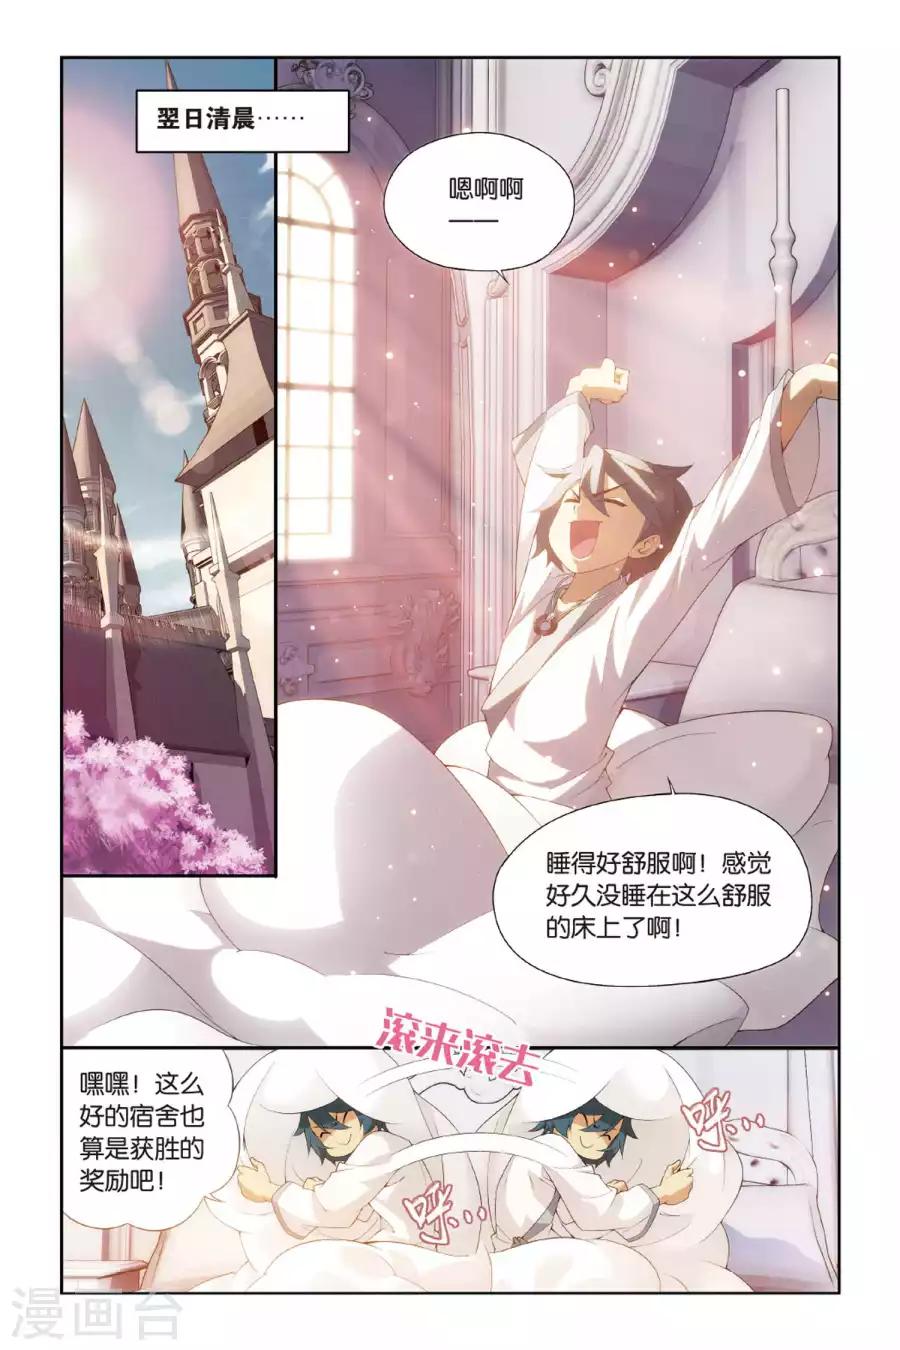 翌日清晨……
嗯啊啊
——
睡得好舒服啊！感觉
好久没睡在这么舒服
的床上了啊！
滚来滚去
嘿嘿！这么
好的宿舍也
算是获胜的
奖励吧！
呼…
呼…
漫画台